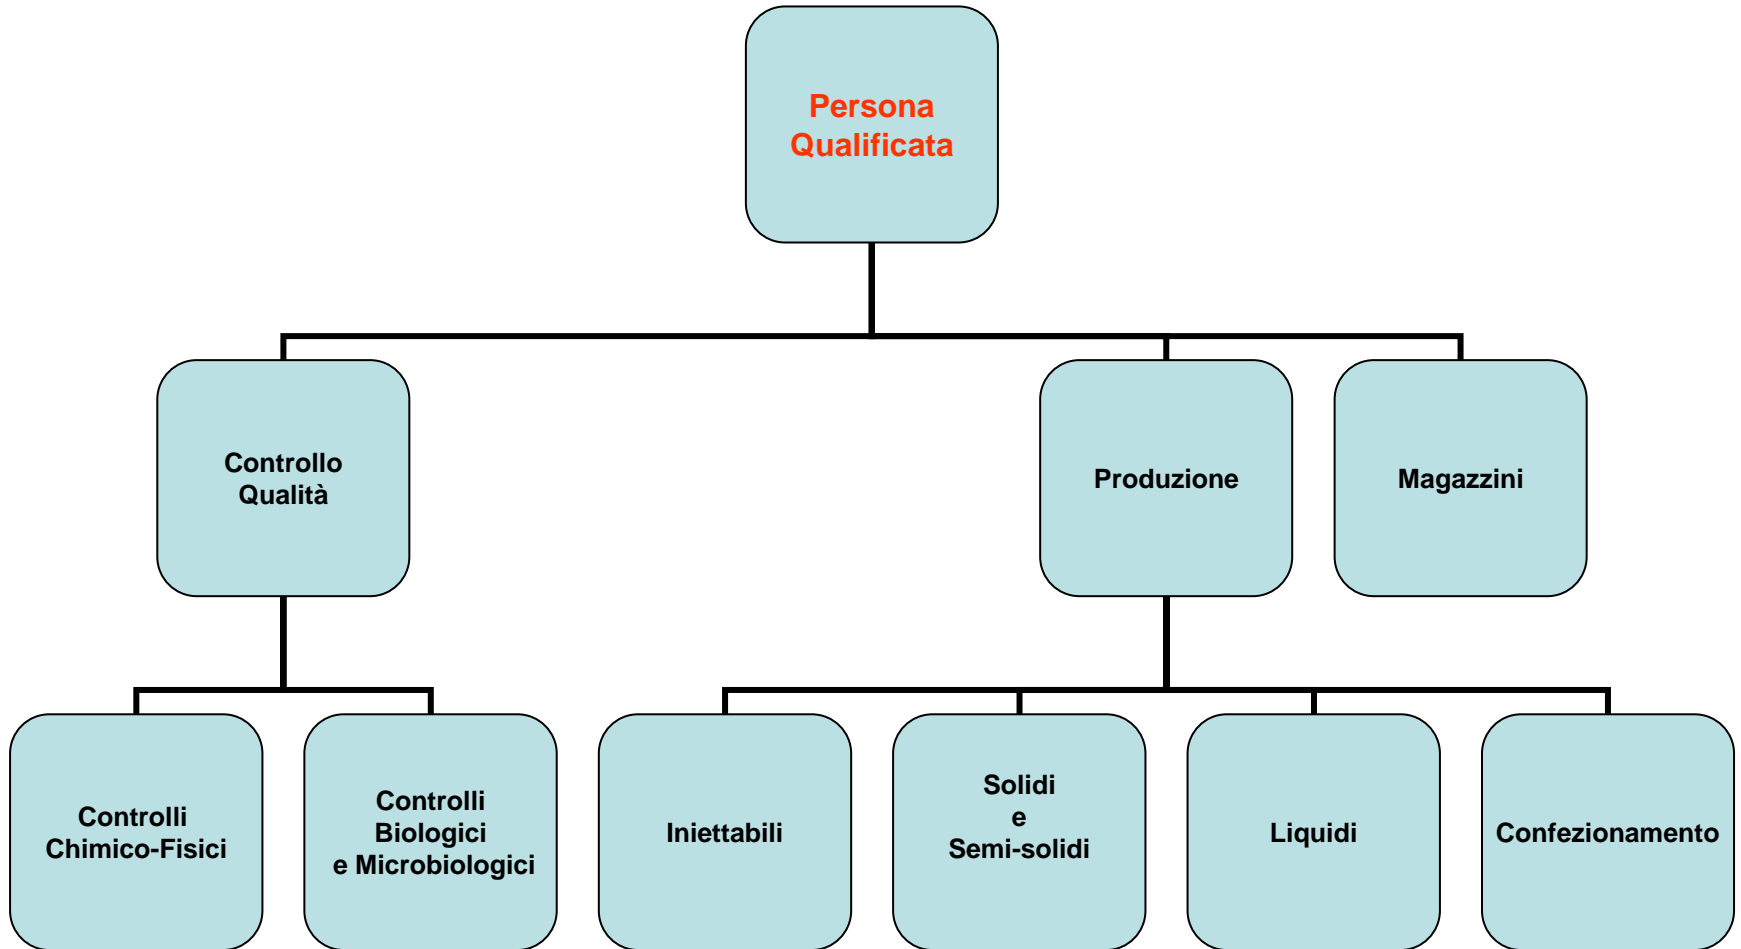 Persona
Qualificata
Controllo
Qualità
Produzione
Magazzini
Controlli
Chimico-Fisici
Controlli
Biologici
e Microbiologici
Iniettabili
Solidi
e
Semi-solidi
Liquidi
Confezionamento